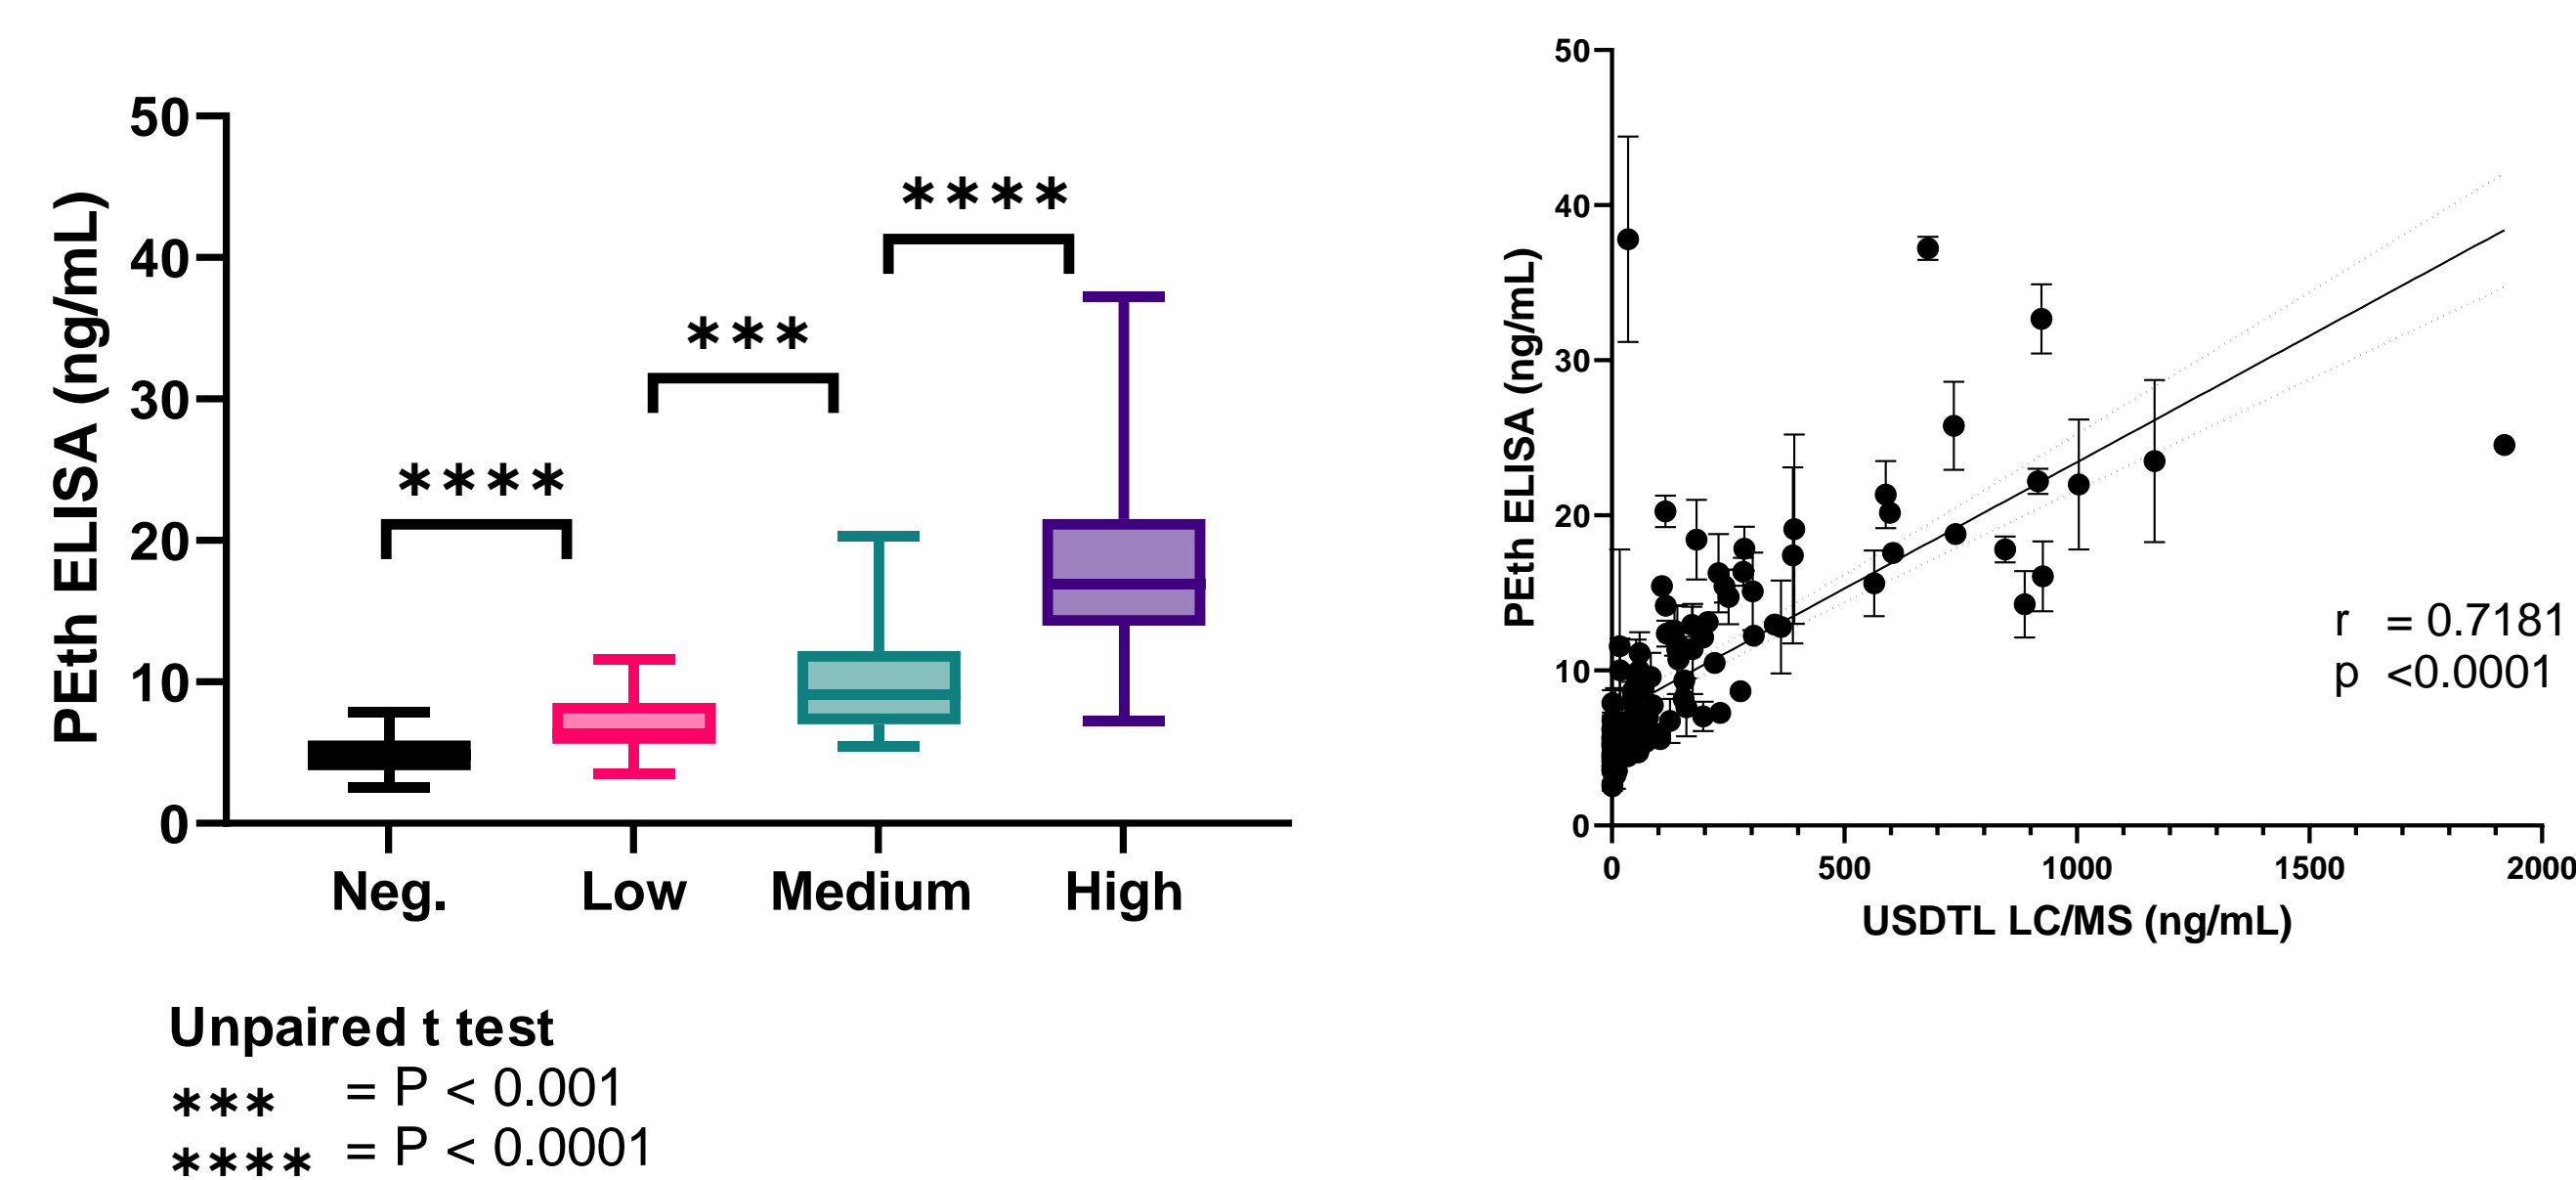 50
40
30
20
10
0
PEth ELISA (ng/mL)
****
***
****
Neg. Low Medium High
Unpaired t test
*** = P < 0.001
**** = P < 0.0001
50
40
30
20
10
0
PEth ELISA (ng/mL)
r = 0.7181
p <0.0001
0 500 1000 1500 2000
USDTL LC/MS (ng/mL)